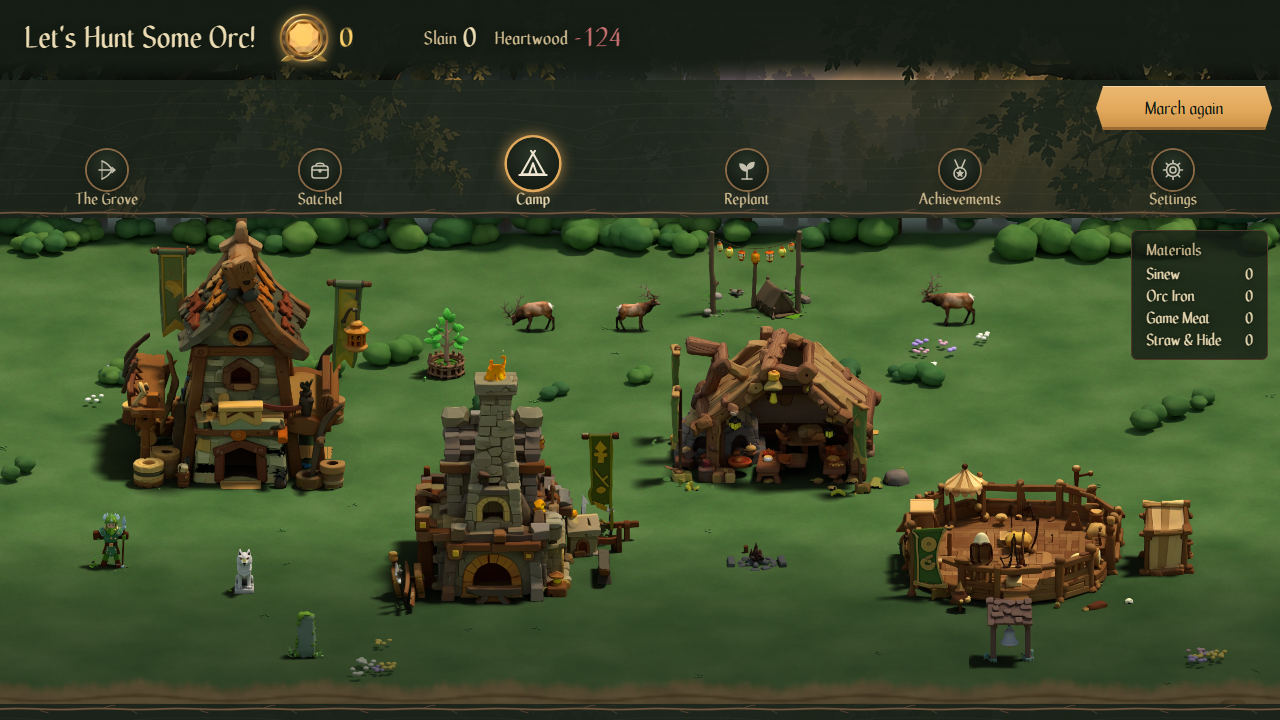 Let's Hunt Some Orc!
0
Slain 0
Heartwood -124
March again
The Grove
Satchel
Camp
Replant
Achievements
Settings
Materials
Sinew 0
Orc Iron 0
Game Meat 0
Straw & Hide 0